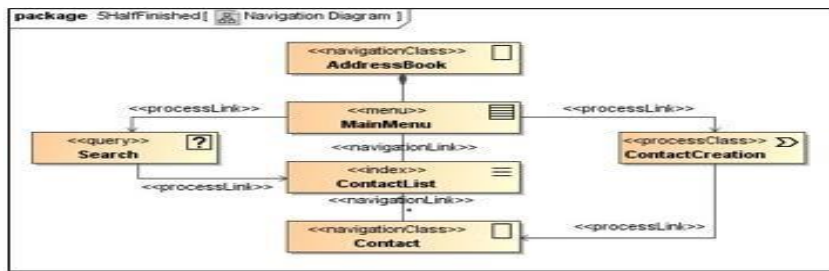 package 5HalfFinished [ Navigation Diagram ]
<<navigationClass>>
AddressBook
<<processLink>>
<<menu>>
MainMenu
<<processLink>>
<<query>>
Search
?
<<navigationLink>>
<<processClass>>
ContactCreation
<<processLink>>
<<index>>
ContactList
<<navigationLink>>
*
<<navigationClass>>
Contact
<<processLink>>